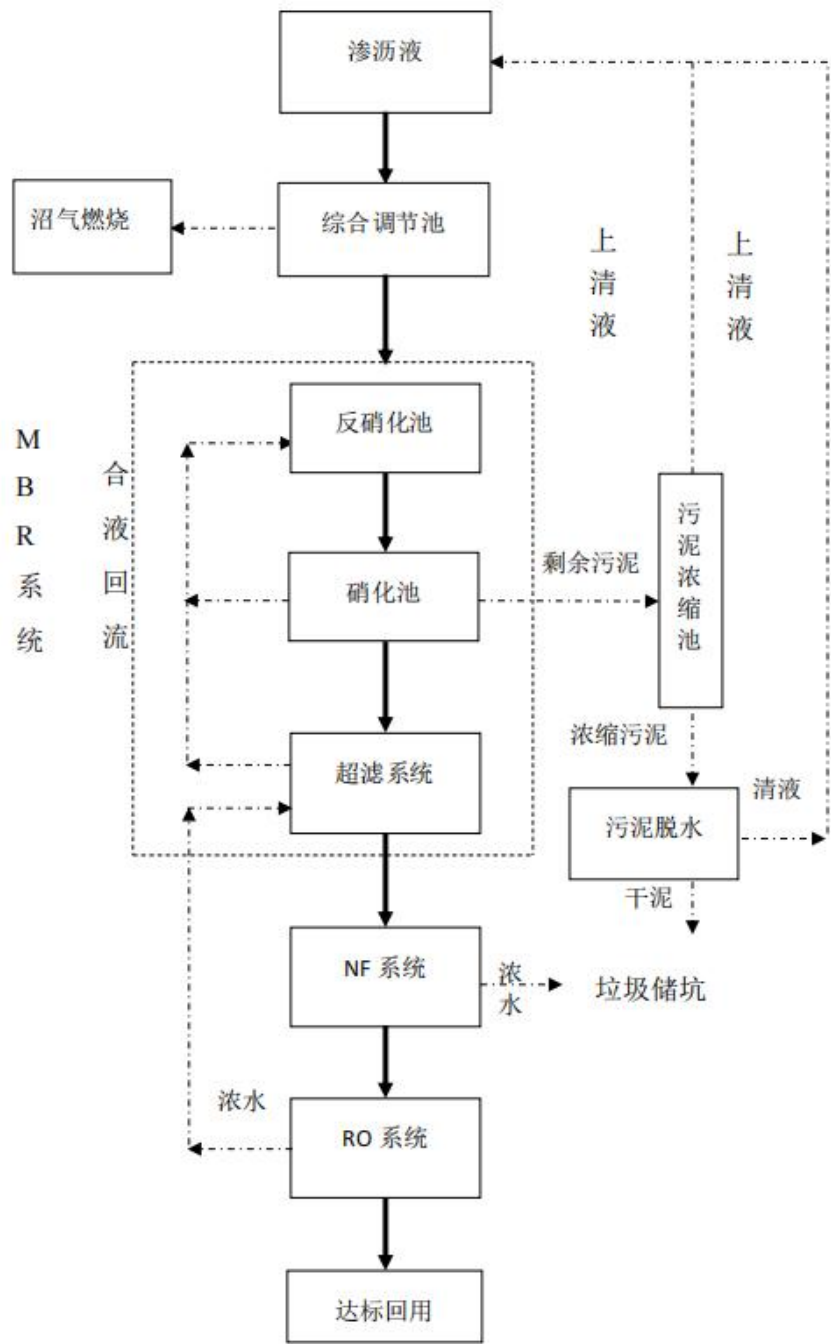 渗沥液
沼气燃烧
综合调节池
上清液
上清液
MBR系统
合液回流
反硝化池
硝化池
剩余污泥
污泥浓缩池
超滤系统
浓缩污泥
污泥脱水
清液
干泥
NF 系统
浓水
垃圾储坑
浓水
RO 系统
达标回用